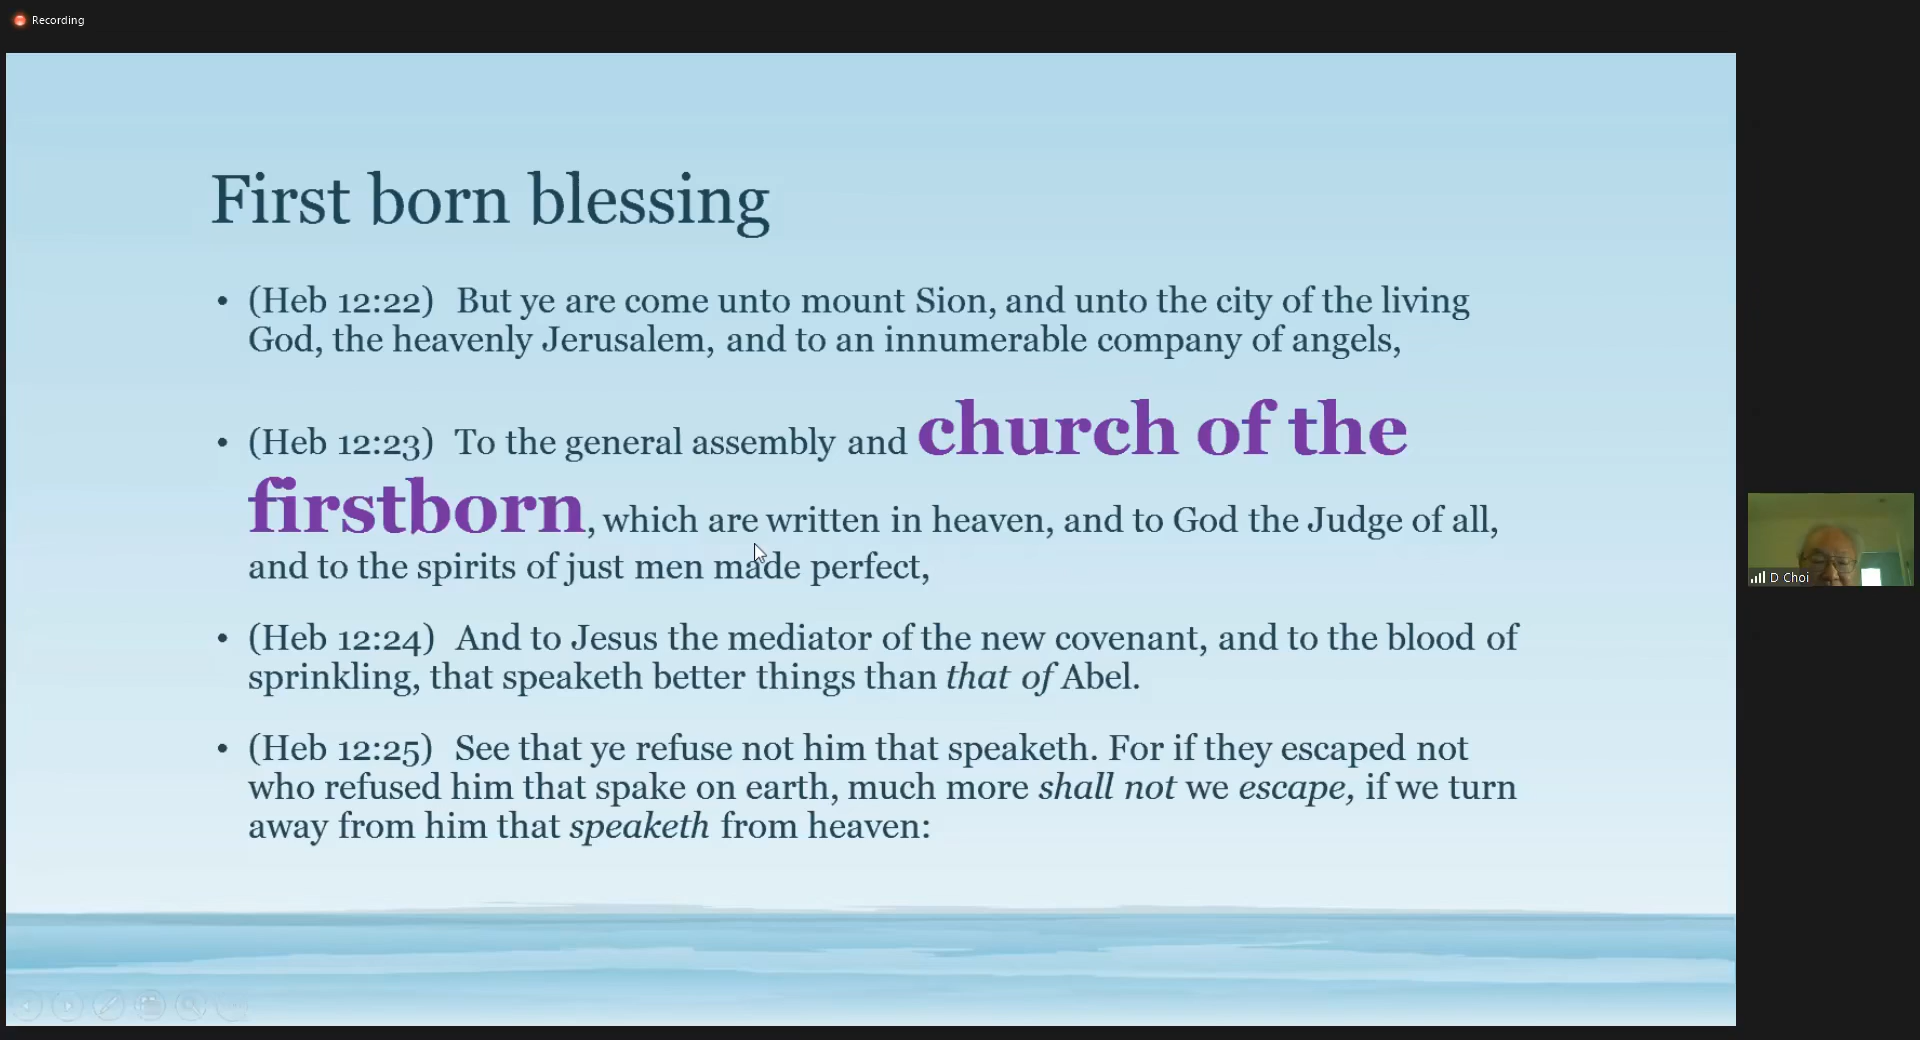 Recording
First born blessing
• (Heb 12:22) But ye are come unto mount Sion, and unto the city of the living
God, the heavenly Jerusalem, and to an innumerable company of angels,
• (Heb 12:23) To the general assembly and church of the
firstborn, which are written in heaven, and to God the Judge of all,
and to the spirits of just men made perfect,
• (Heb 12:24) And to Jesus the mediator of the new covenant, and to the blood of
sprinkling, that speaketh better things than that of Abel.
• (Heb 12:25) See that ye refuse not him that speaketh. For if they escaped not
who refused him that spake on earth, much more shall not we escape, if we turn
away from him that speaketh from heaven:
D Choi